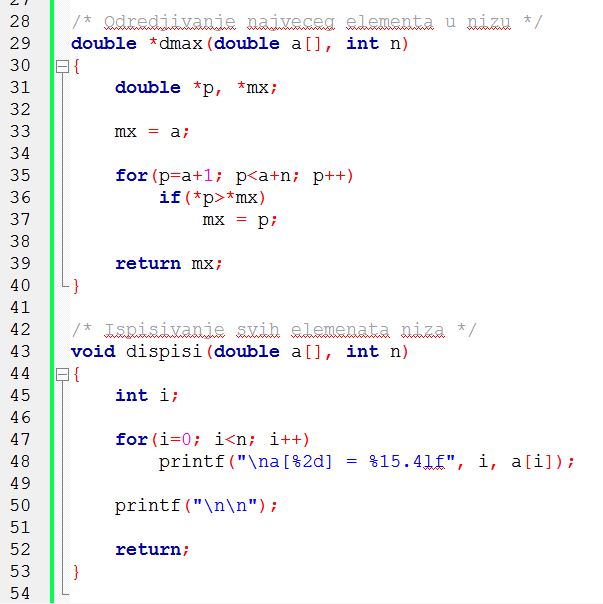 27
28 /* Odredjivanje najveceg elementa u nizu */
29 double *dmax(double a[], int n)
30 {
31 double *p, *mx;
32
33 mx = a;
34
35 for(p=a+1; p<a+n; p++)
36 if(*p>*mx)
37 mx = p;
38
39 return mx;
40 }
41
42 /* Ispisivanje svih elemenata niza */
43 void dispisi(double a[], int n)
44 {
45 int i;
46
47 for(i=0; i<n; i++)
48 printf("\na[%2d] = %15.4lf", i, a[i]);
49
50 printf("\n\n");
51
52 return;
53 }
54